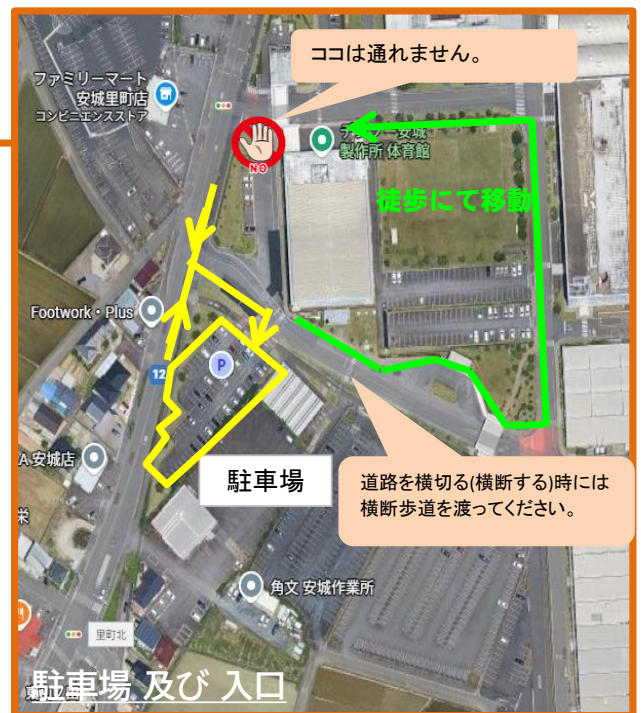 ココは通れません。
ファミリーマート
安城里町店
コンビニエンスストア
NO
製作所 体育館
徒歩にて移動
Footwork・Plus
12
P
A 安城店
駐車場
道路を横切る(横断する)時には
横断歩道を渡ってください。
栄
角文 安城作業所
里町北
駐車場 及び 入口